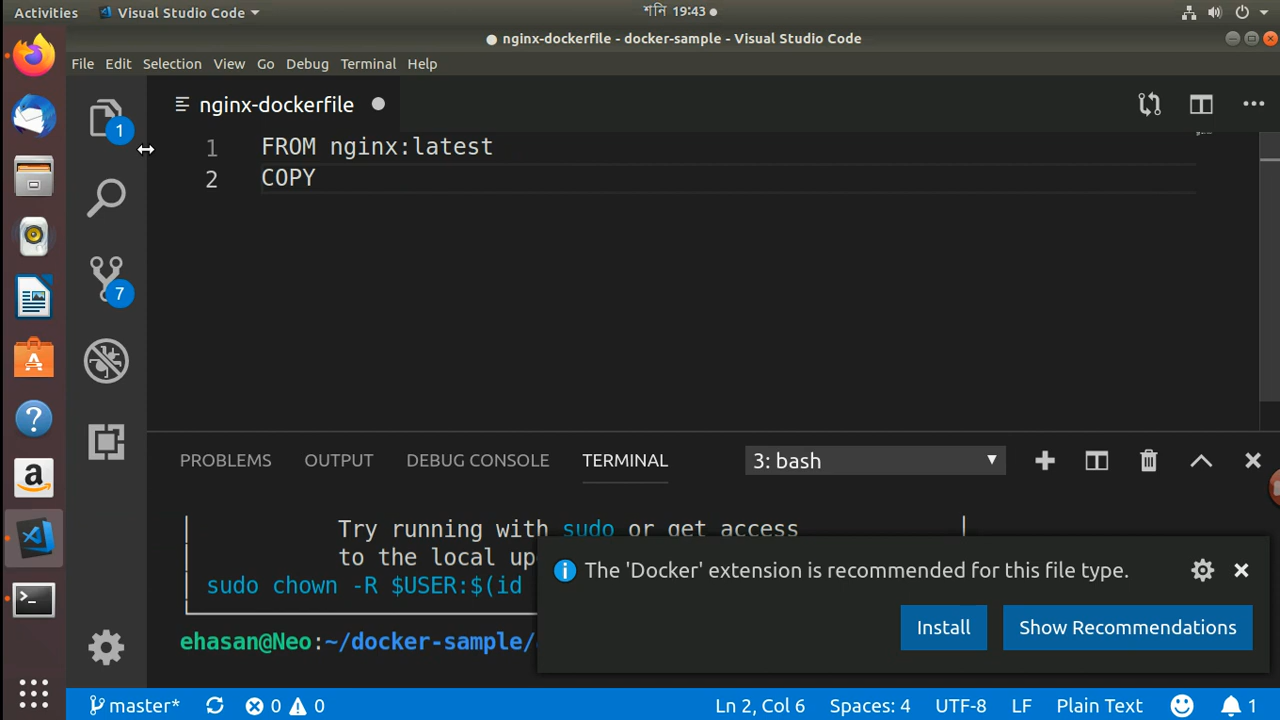 Activities Visual Studio Code শনি 19:43
● nginx-dockerfile - docker-sample - Visual Studio Code
File Edit Selection View Go Debug Terminal Help
nginx-dockerfile
1 FROM nginx:latest
2 COPY
1
7
PROBLEMS OUTPUT DEBUG CONSOLE TERMINAL 3: bash
Try running with sudo or get access
to the local
sudo chown -R $USER:$(id
ehasan@Neo:~/docker-sample/
The 'Docker' extension is recommended for this file type.
Install Show Recommendations
master* 0 0 Ln 2, Col 6 Spaces: 4 UTF-8 LF Plain Text 1